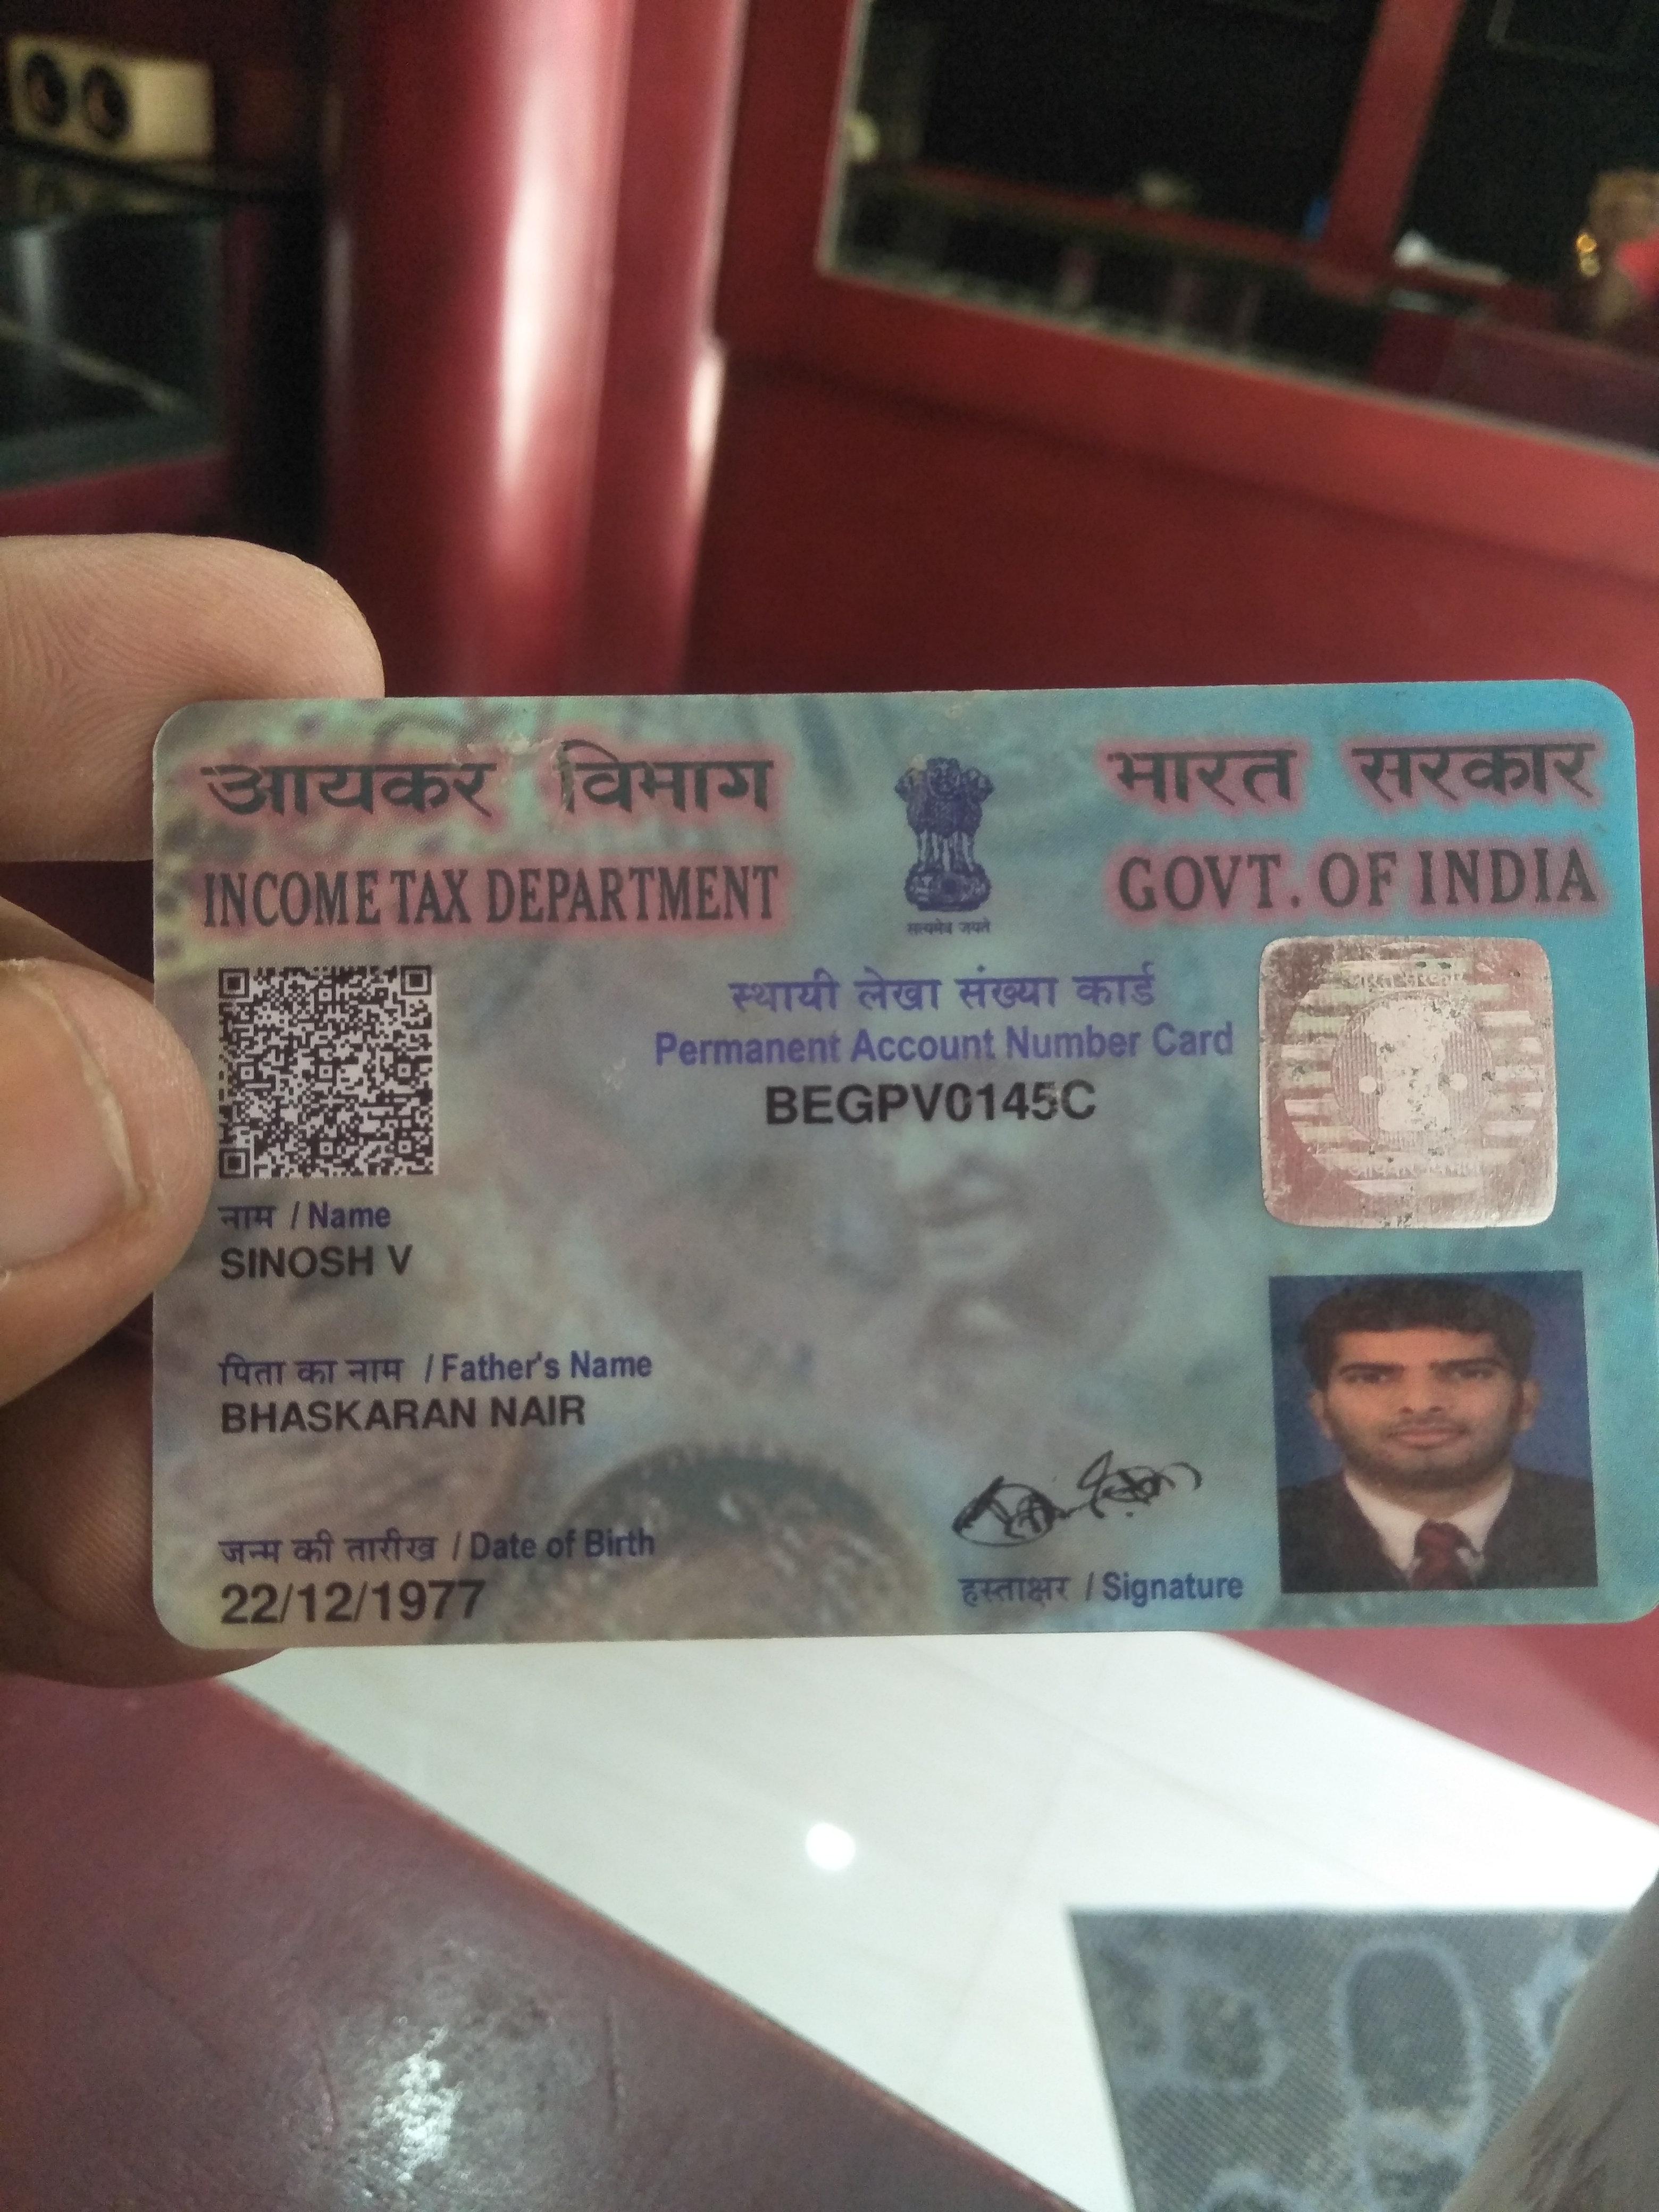 आयकर विभाग
INCOME TAX DEPARTMENT
सत्यमेव जयते
भारत सरकार
GOVT. OF INDIA
स्थायी लेखा संख्या कार्ड
Permanent Account Number Card
BEGPV0145C
नाम / Name
SINOSH V
पिता का नाम / Father's Name
BHASKARAN NAIR
जन्म की तारीख / Date of Birth
22/12/1977
हस्ताक्षर / Signature